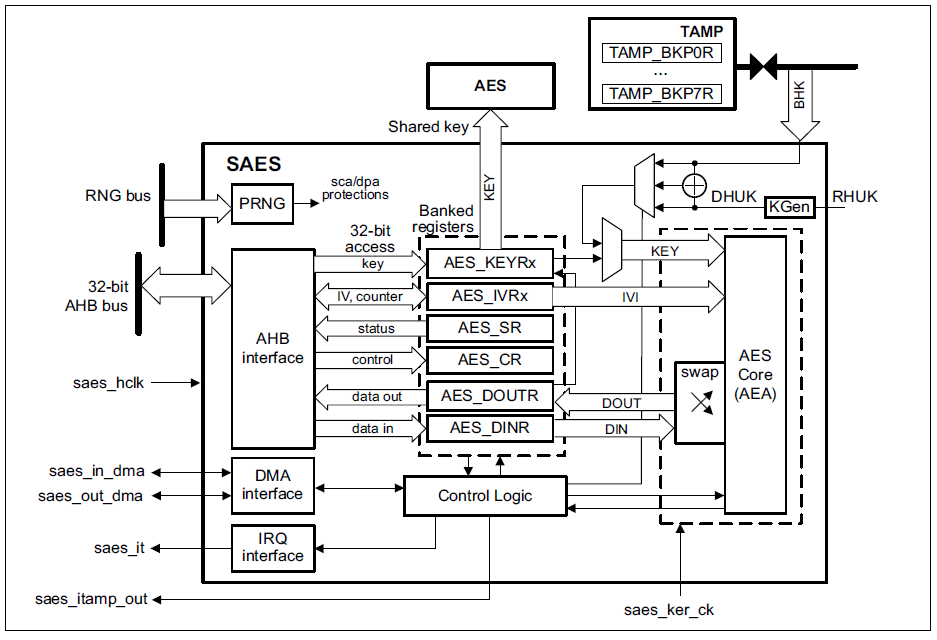 TAMP
TAMP_BKP0R
...
TAMP_BKP7R
AES
BHK
Shared key
SAES
KEY
RNG bus
PRNG
sca/dpa
protections
DHUK
KGen
RHUK
Banked
registers
32-bit
access
key
AES_KEYRx
KEY
32-bit
AHB bus
IV, counter
AES_IVRx
IVI
AHB
interface
status
AES_SR
control
AES_CR
swap
AES
Core
(AEA)
saes_hclk
data out
AES_DOUTR
DOUT
data in
AES_DINR
DIN
saes_in_dma
saes_out_dma
DMA
interface
Control Logic
saes_it
IRQ
interface
saes_itamp_out
saes_ker_ck